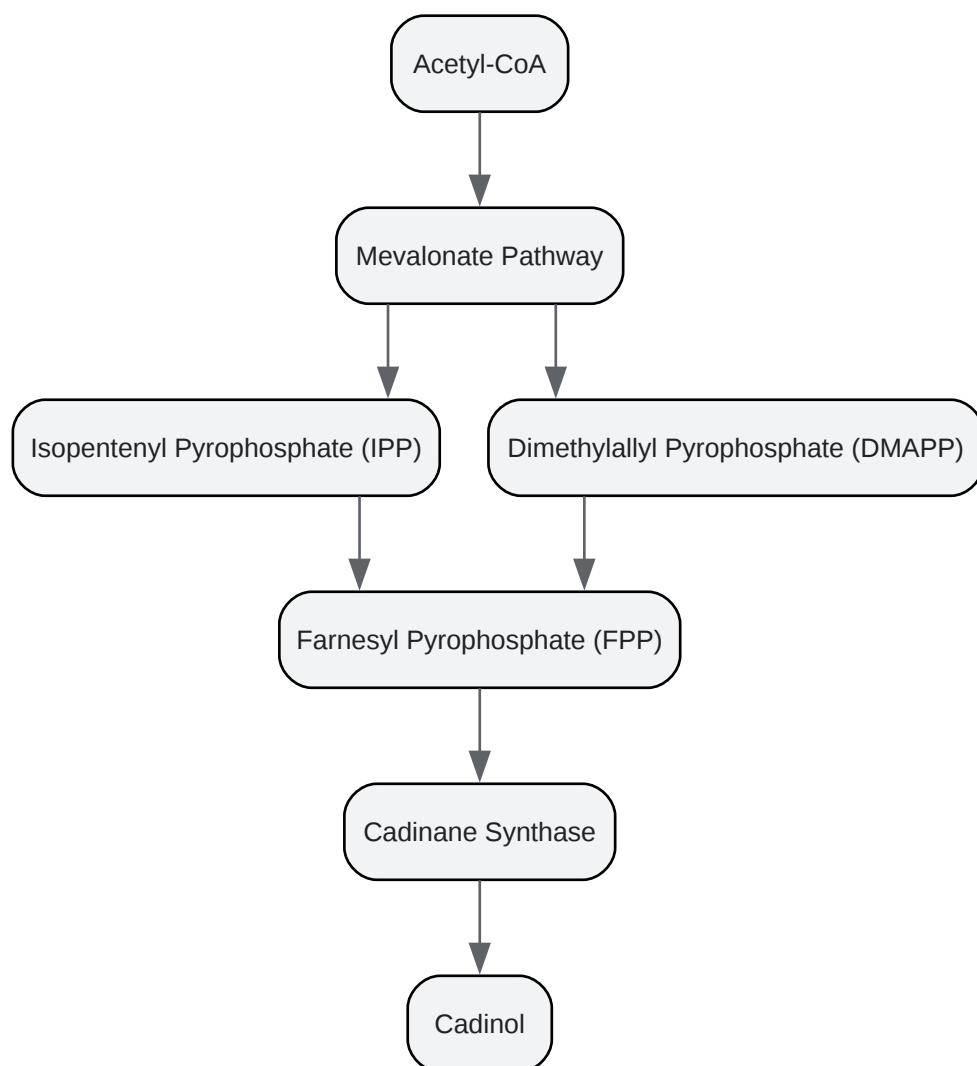 Acetyl-CoA
Mevalonate Pathway
Isopentenyl Pyrophosphate (IPP)
Dimethylallyl Pyrophosphate (DMAPP)
Farnesyl Pyrophosphate (FPP)
Cadinane Synthase
Cadinol